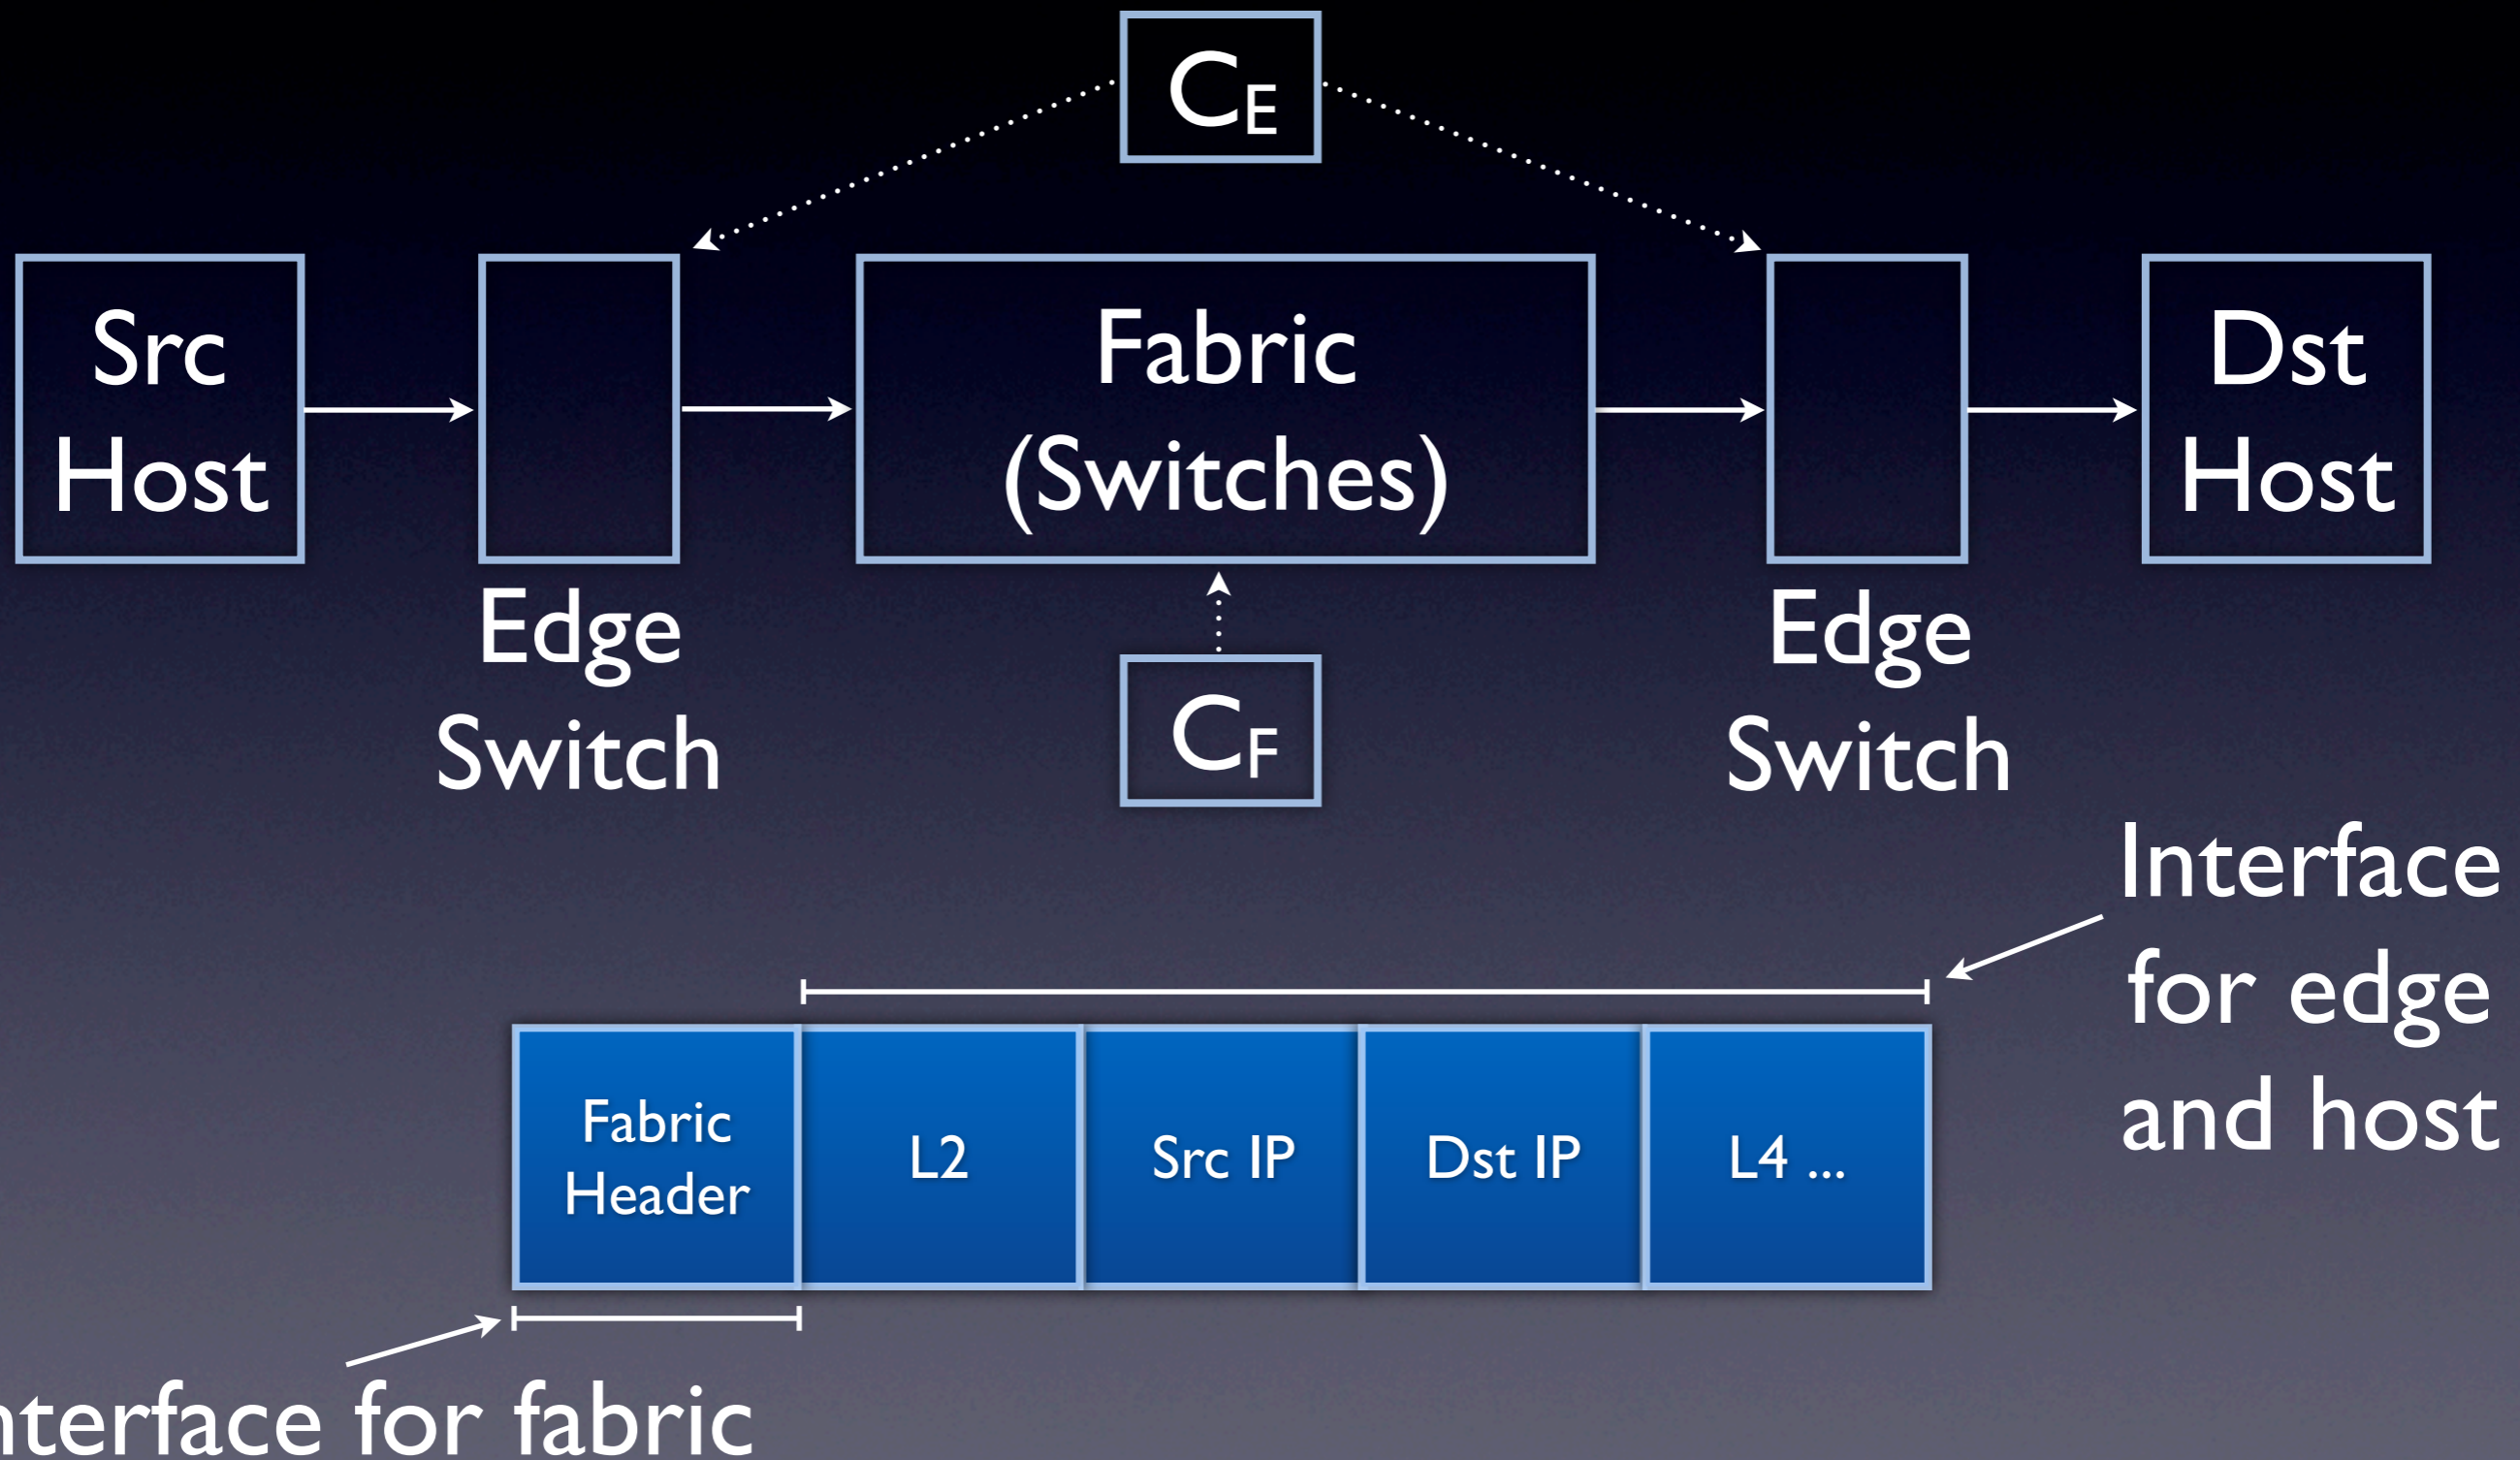 CE
Src
Host
Fabric
(Switches)
Dst
Host
Edge
Switch
CF
Edge
Switch
Interface
for edge
and host
Fabric
Header
L2
Src IP
Dst IP
L4 ...
nterface for fabric